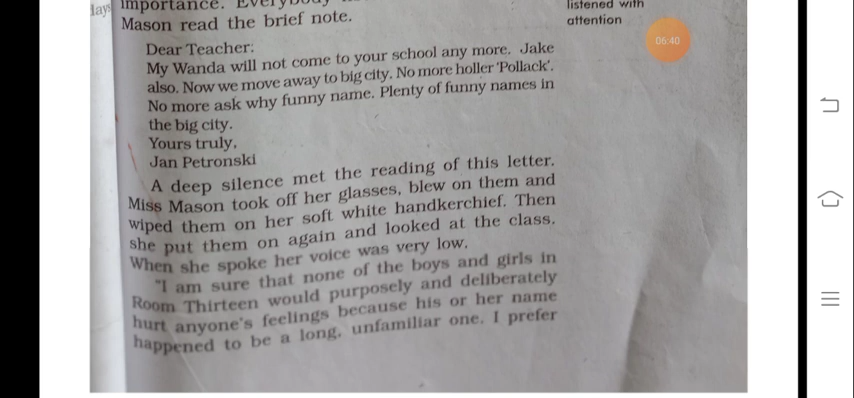 importance.
Mason read the brief note.
listened with
attention
06:40
Dear Teacher:
My Wanda will not come to your school any more. Jake
also. Now we move away to big city. No more holler 'Pollack'.
No more ask why funny name. Plenty of funny names in
the big city.
Yours truly,
Jan Petronski
A deep silence met the reading of this letter.
Miss Mason took off her glasses, blew on them and
wiped them on her soft white handkerchief. Then
she put them on again and looked at the class.
When she spoke her voice was very low.
"I am sure that none of the boys and girls in
Room Thirteen would purposely and deliberately
hurt anyone's feelings because his or her name
happened to be a long, unfamiliar one. I prefer